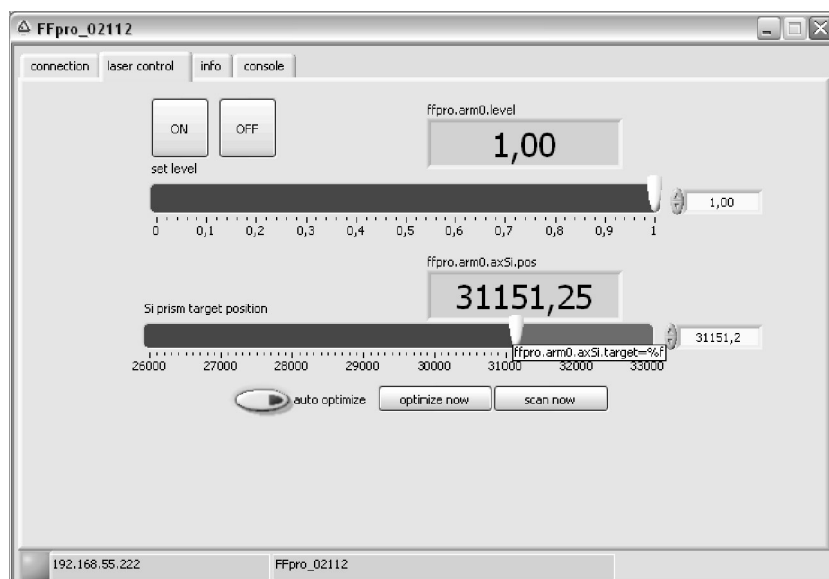 FFpro_02112
connection laser control info console
ON OFF
ffpro.arm0.level
1,00
set level
1,00
0 0,1 0,2 0,3 0,4 0,5 0,6 0,7 0,8 0,9 1
ffpro.arm0.axSi.pos
31151,25
Si prism target position
31151,2
ffpro.arm0.axSi.target=%f
26000 27000 28000 29000 30000 31000 32000 33000
auto optimize optimize now scan now
192.168.55.222 FFpro_02112